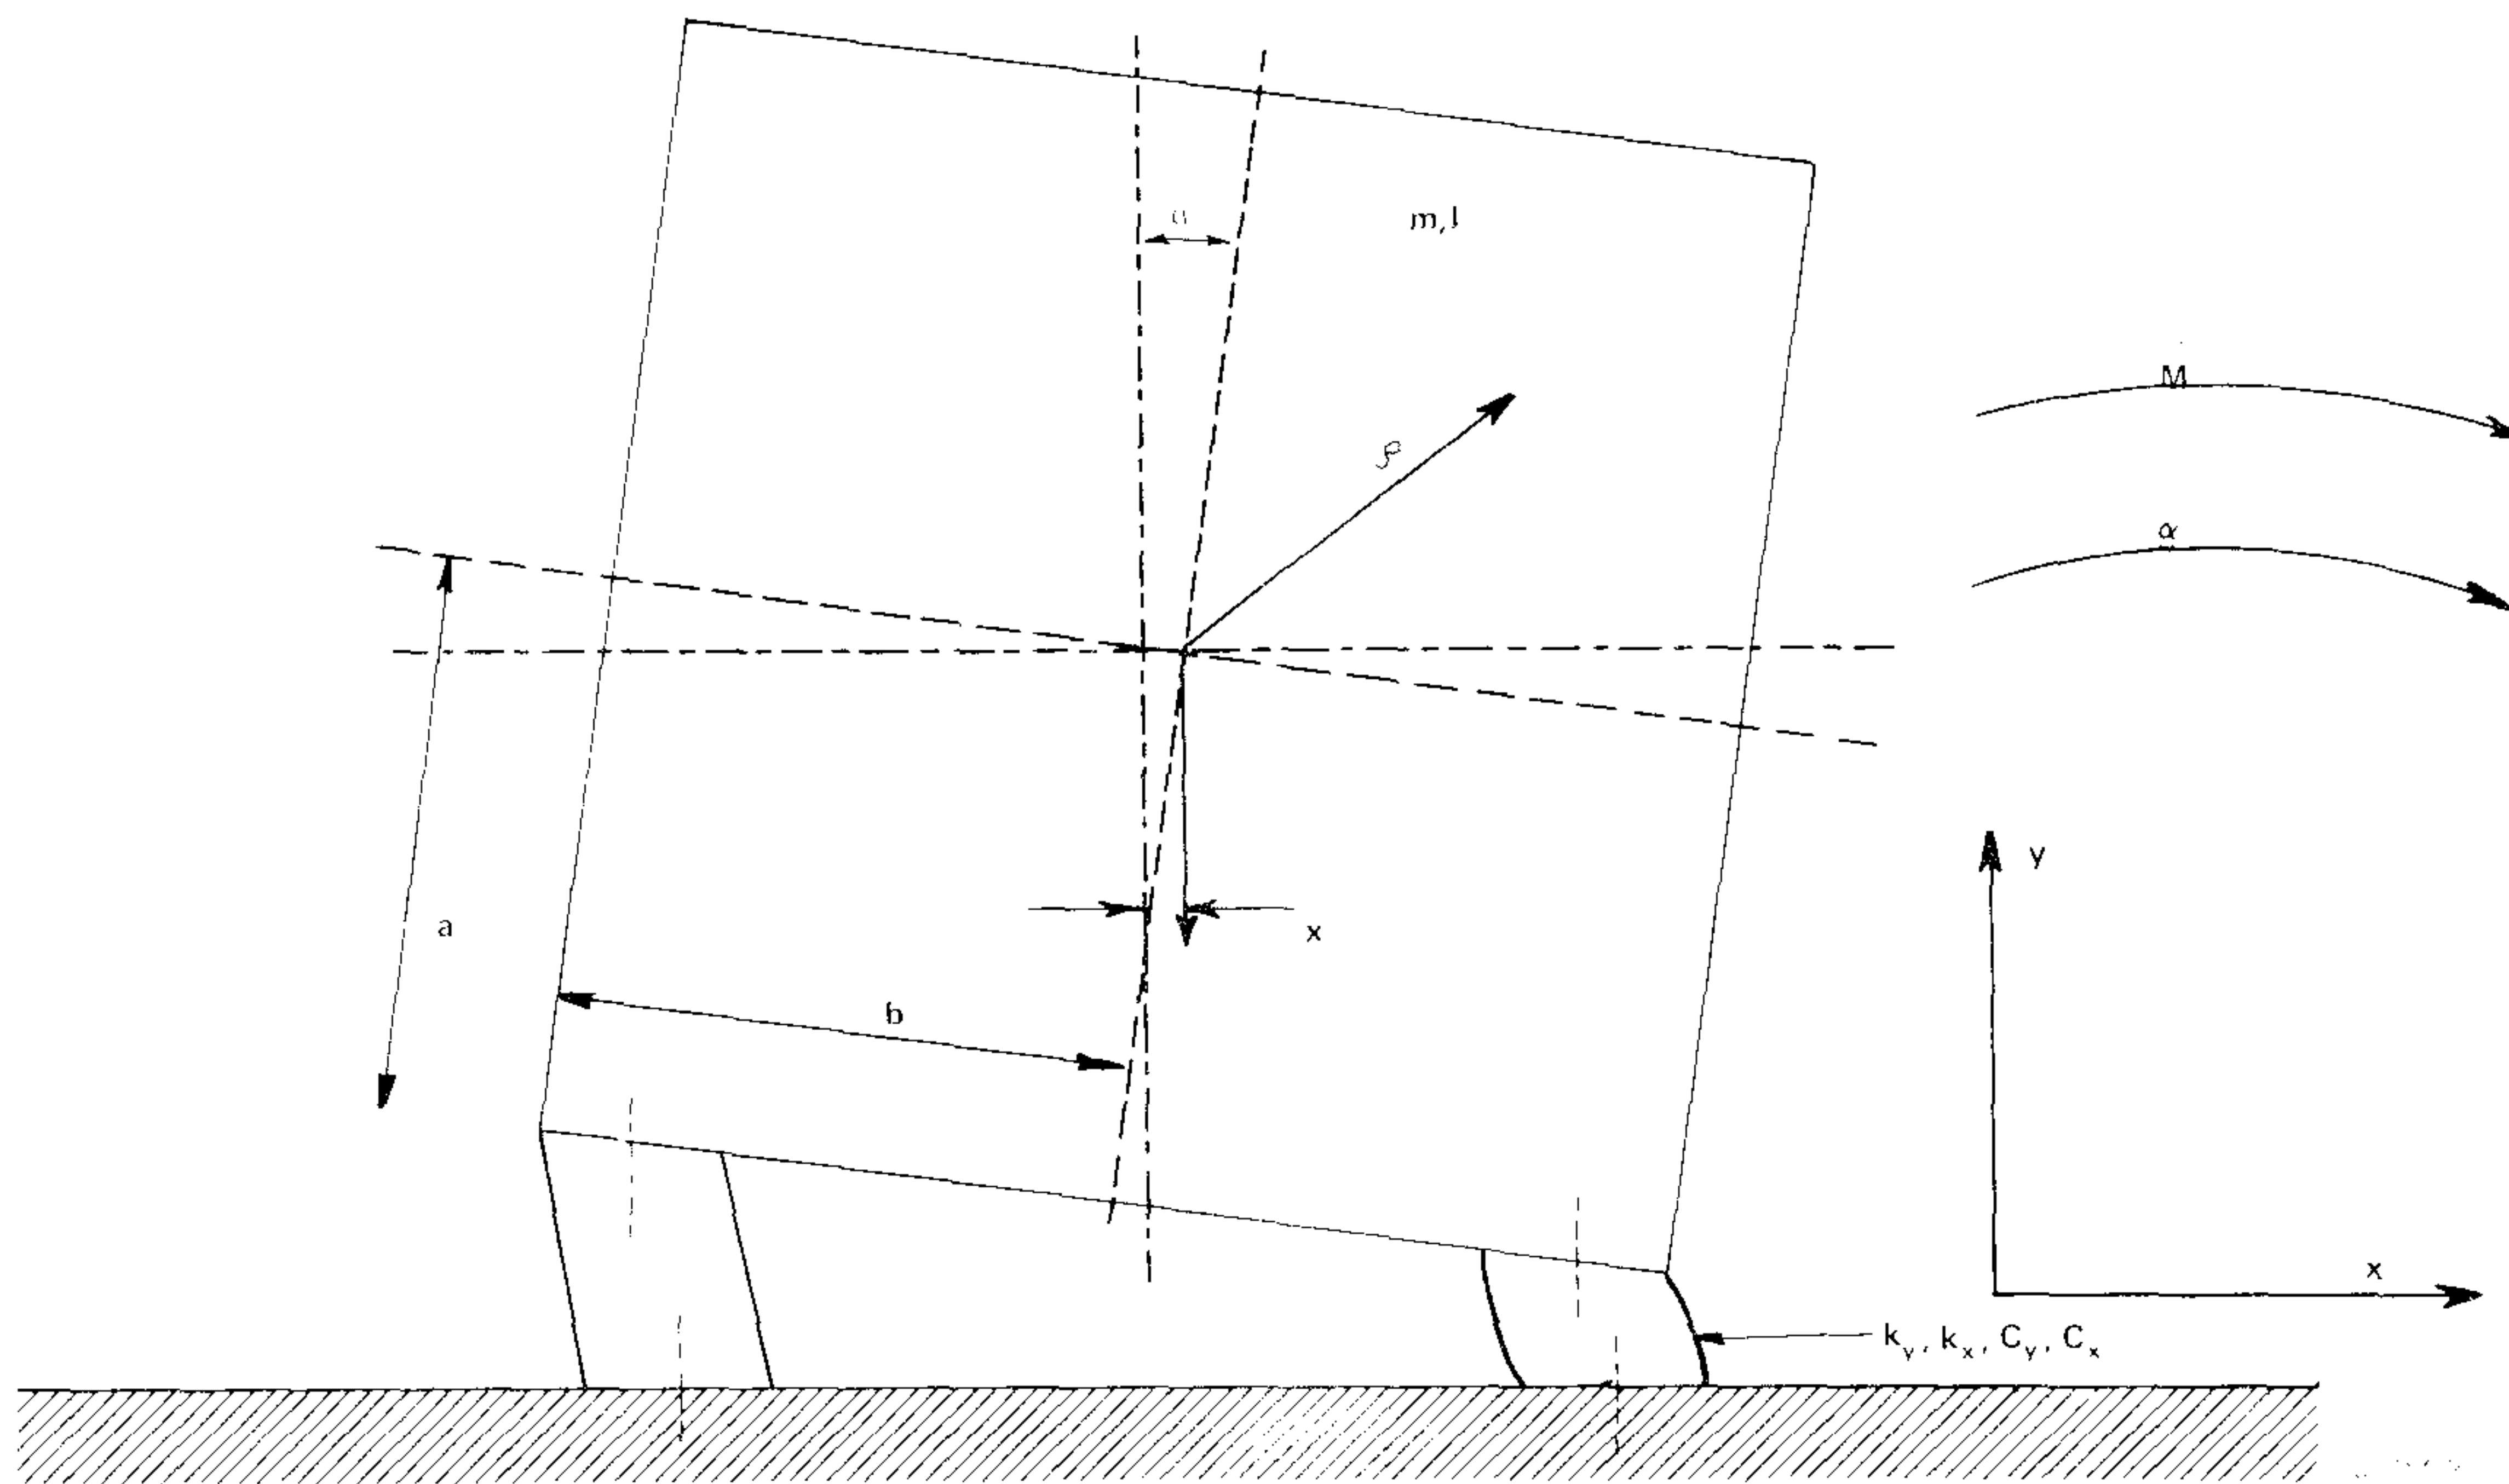 m,I
M
α
y
a
x
b
x
k_y, k_x, C_y, C_x